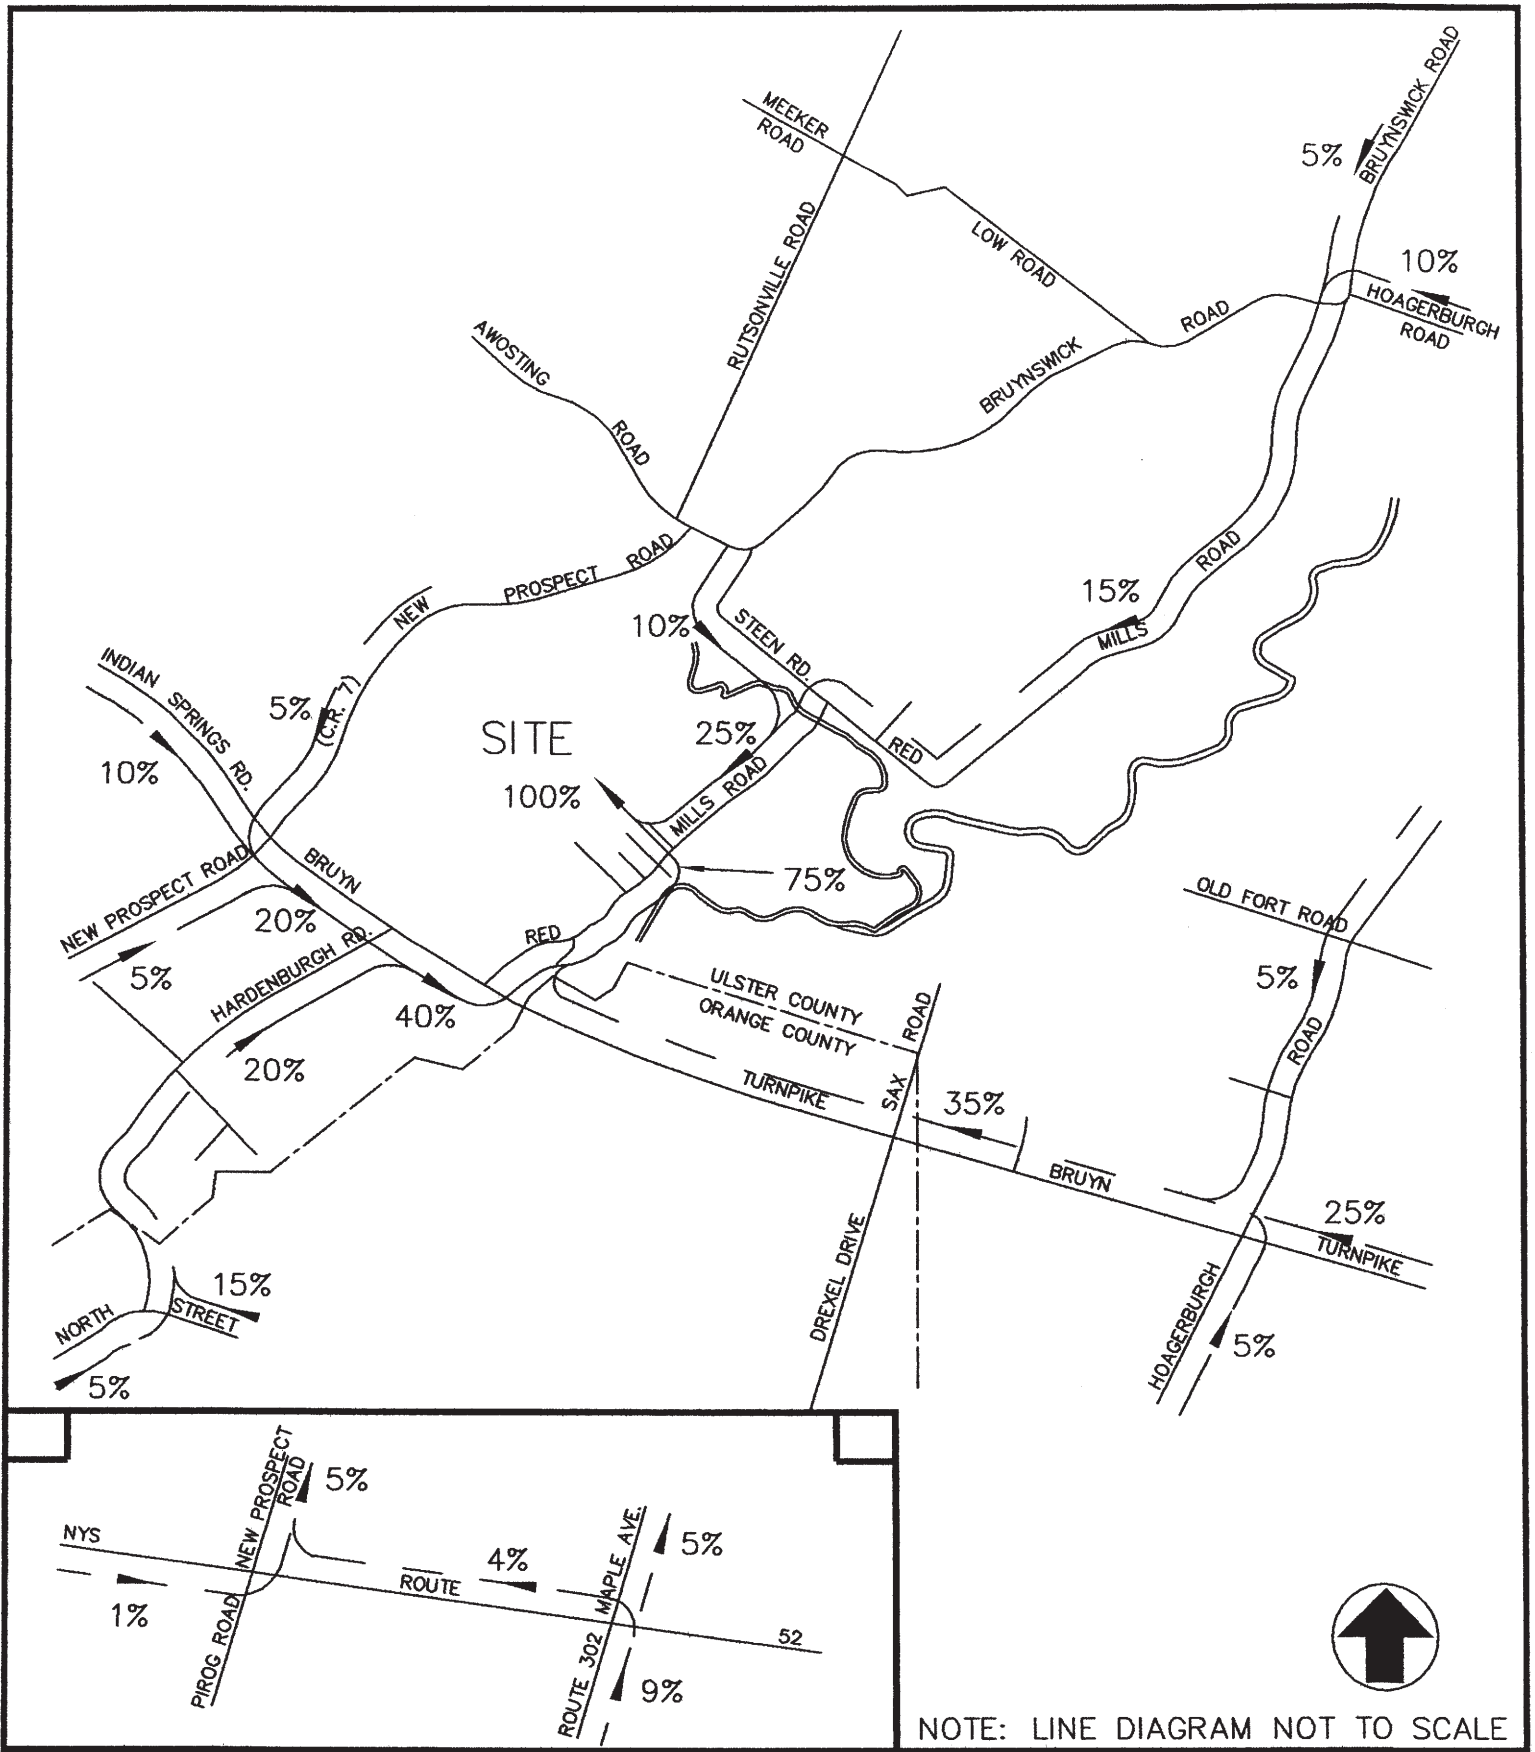 BRUYNSWICK ROAD
MEEKER
ROAD
5%
RUTSONVILLE ROAD
LOW ROAD
10%
HOAGERBURGH
ROAD
AWOSTING
ROAD
BRUYNSWICK
ROAD
NEW
PROSPECT
ROAD
(C.R. 7)
5%
10%
STEEN RD.
15%
MILLS
ROAD
INDIAN SPRINGS RD.
10%
SITE
25%
100%
MILLS ROAD
RED
75%
NEW PROSPECT ROAD
BRUYN
20%
5%
HARDENBURGH RD.
RED
40%
20%
OLD FORT ROAD
5%
ROAD
ULSTER COUNTY
ORANGE COUNTY
SAX
ROAD
TURNPIKE
35%
BRUYN
25%
TURNPIKE
DREXEL DRIVE
HOAGERBURGH
5%
15%
NORTH
STREET
5%
NEW PROSPECT
ROAD
5%
NYS
ROUTE
4%
MAPLE AVE.
5%
1%
PIROG ROAD
52
ROUTE 302
9%
NOTE: LINE DIAGRAM NOT TO SCALE